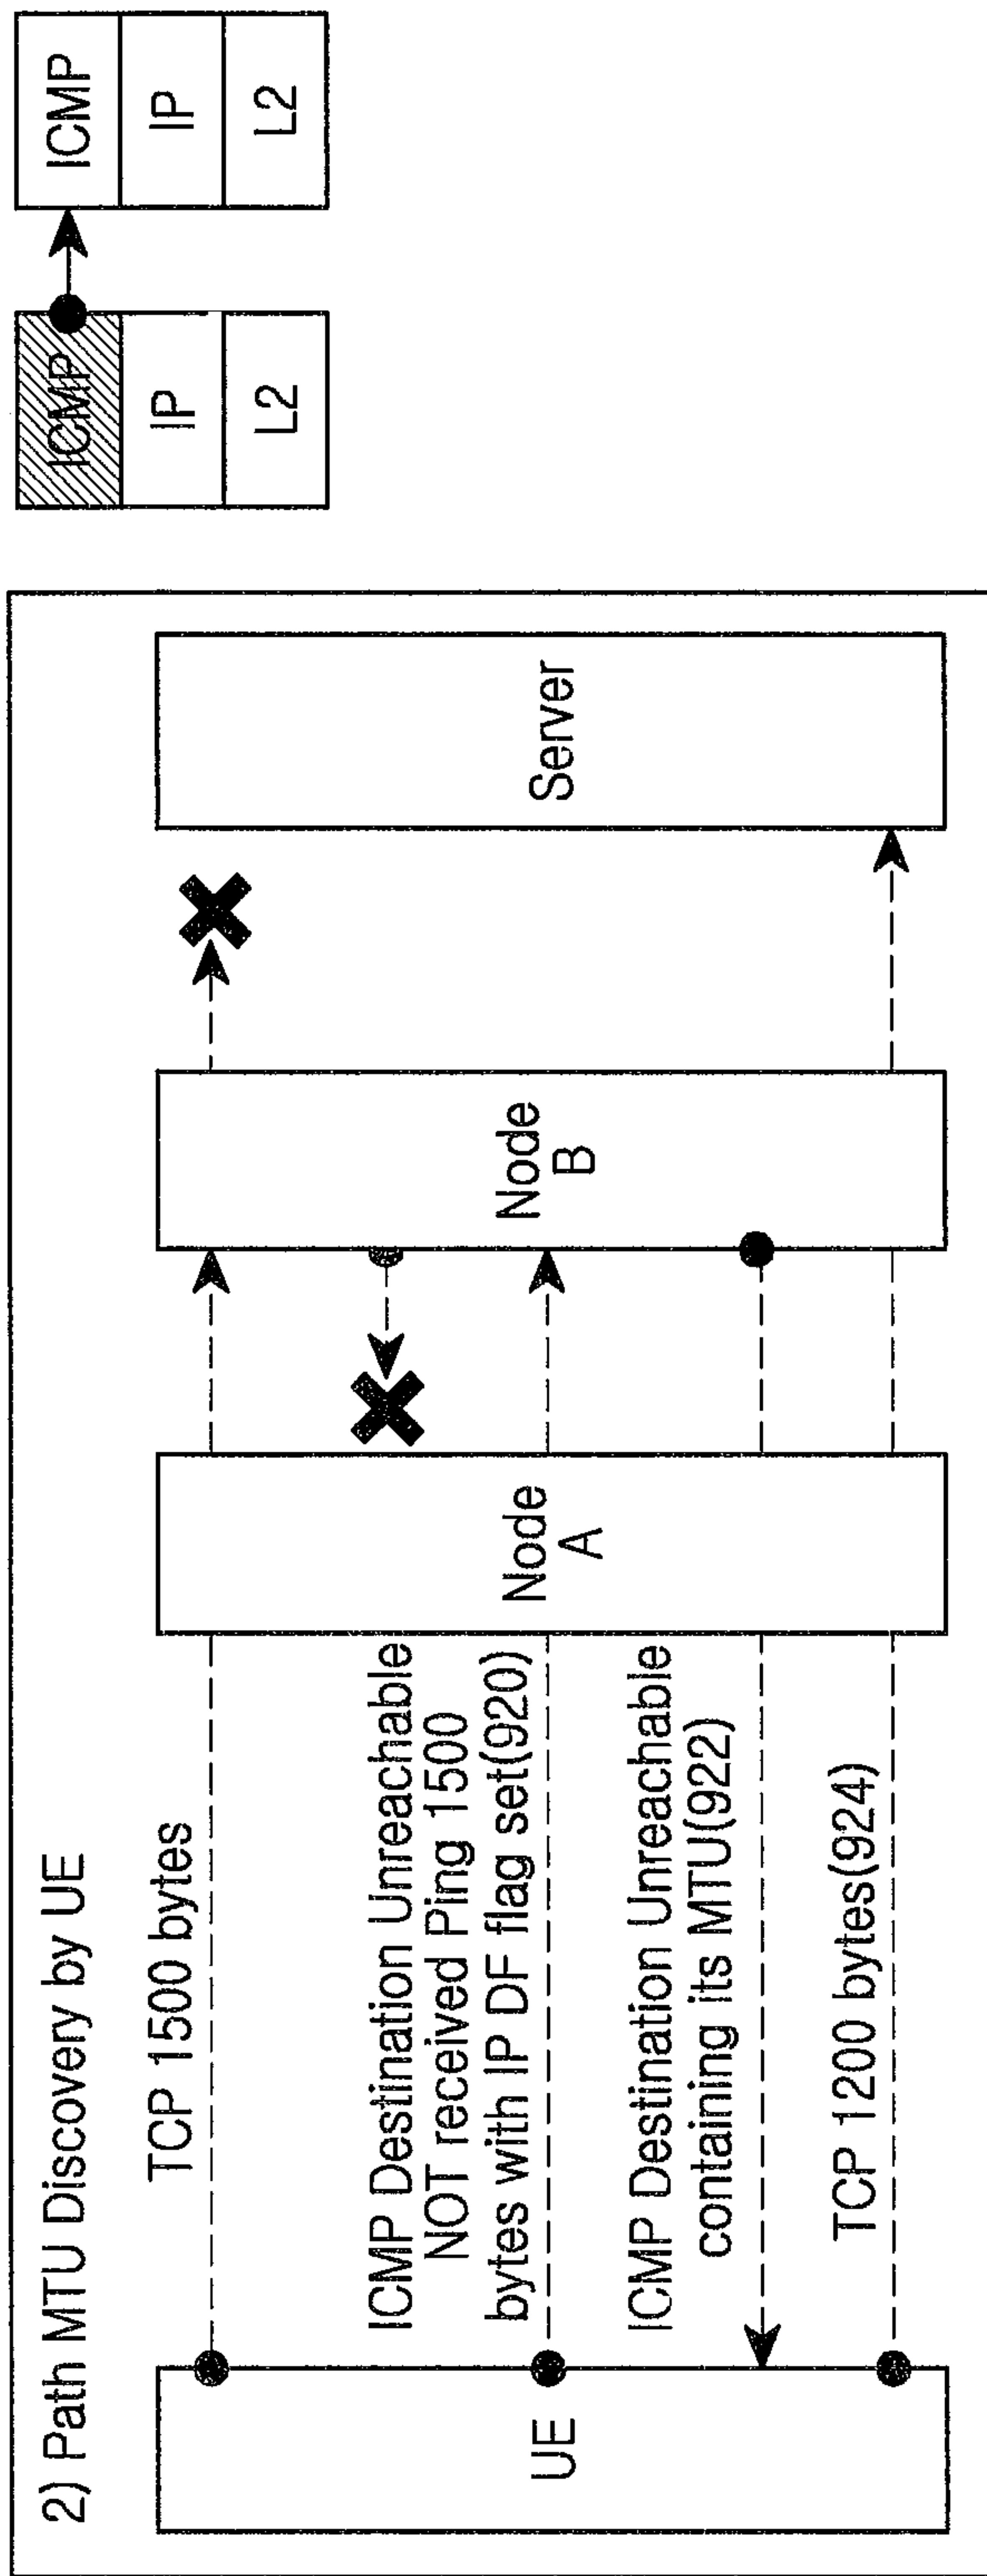 2) Path MTU Discovery by UE
UE
TCP 1500 bytes
ICMP Destination Unreachable
NOT received Ping 1500
bytes with IP DF flag set(920)
ICMP Destination Unreachable
containing its MTU(922)
TCP 1200 bytes(924)
Node
A
Node
B
Server
ICMP
IP
L2
ICMP
IP
L2